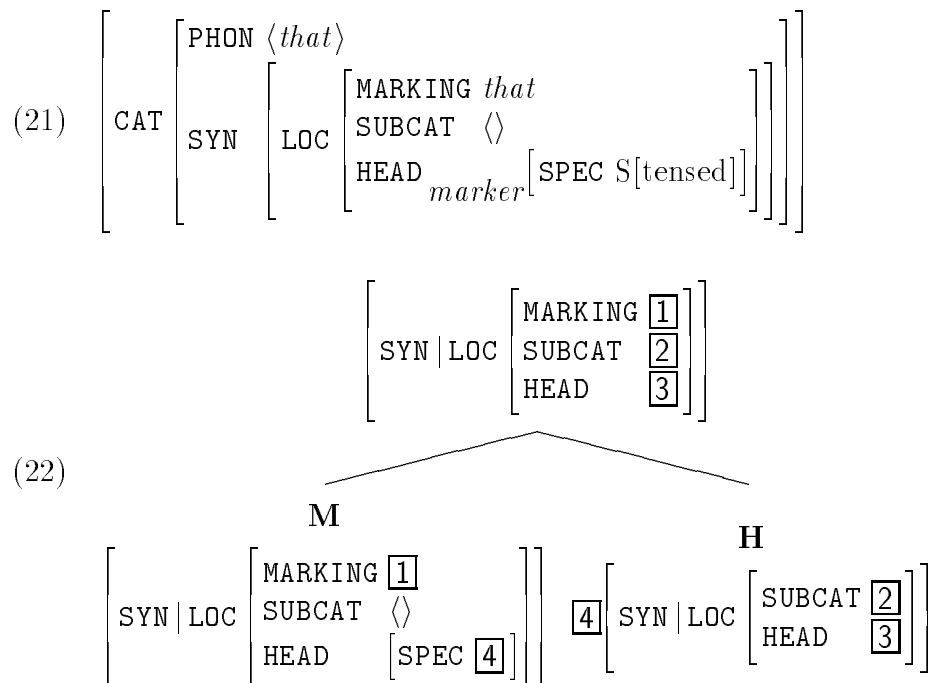 (21)
CAT
PHON ⟨that⟩
SYN
LOC
MARKING that
SUBCAT ⟨⟩
HEAD marker[SPEC S[tensed]]
(22)
SYN|LOC
MARKING 1
SUBCAT 2
HEAD 3
M
SYN|LOC
MARKING 1
SUBCAT ⟨⟩
HEAD [SPEC 4]
H
4
SYN|LOC
SUBCAT 2
HEAD 3